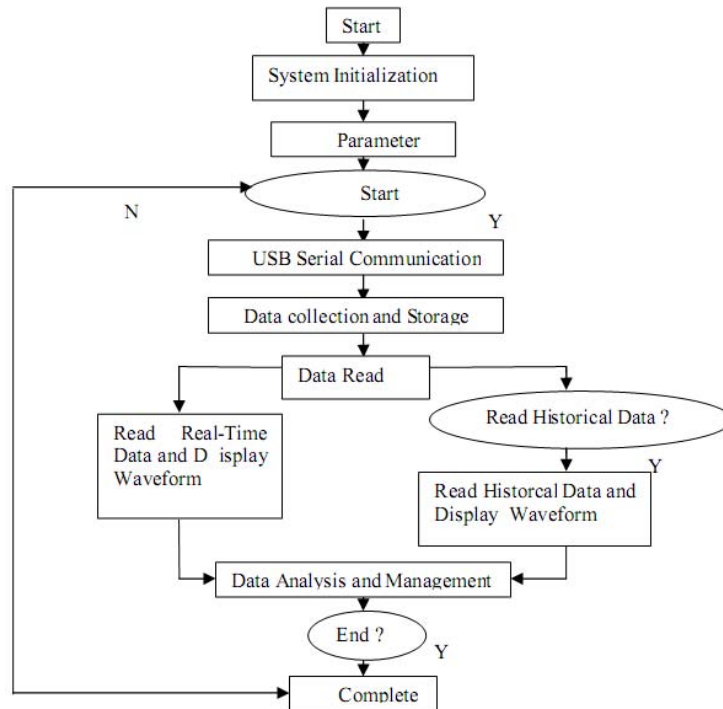 Start
System Initialization
Parameter
Start
N
Y
USB Serial Communication
Data collection and Storage
Data Read
Read Real-Time
Data and D isplay
Waveform
Read Historical Data ?
Y
Read Historcal Data and
Display Waveform
Data Analysis and Management
End ?
Y
Complete